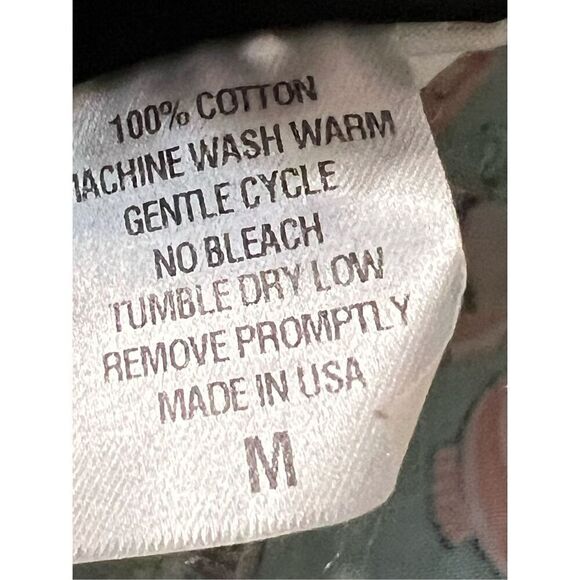 100% COTTON
MACHINE WASH WARM
GENTLE CYCLE
NO BLEACH
TUMBLE DRY LOW
REMOVE PROMPTLY
MADE IN USA
M